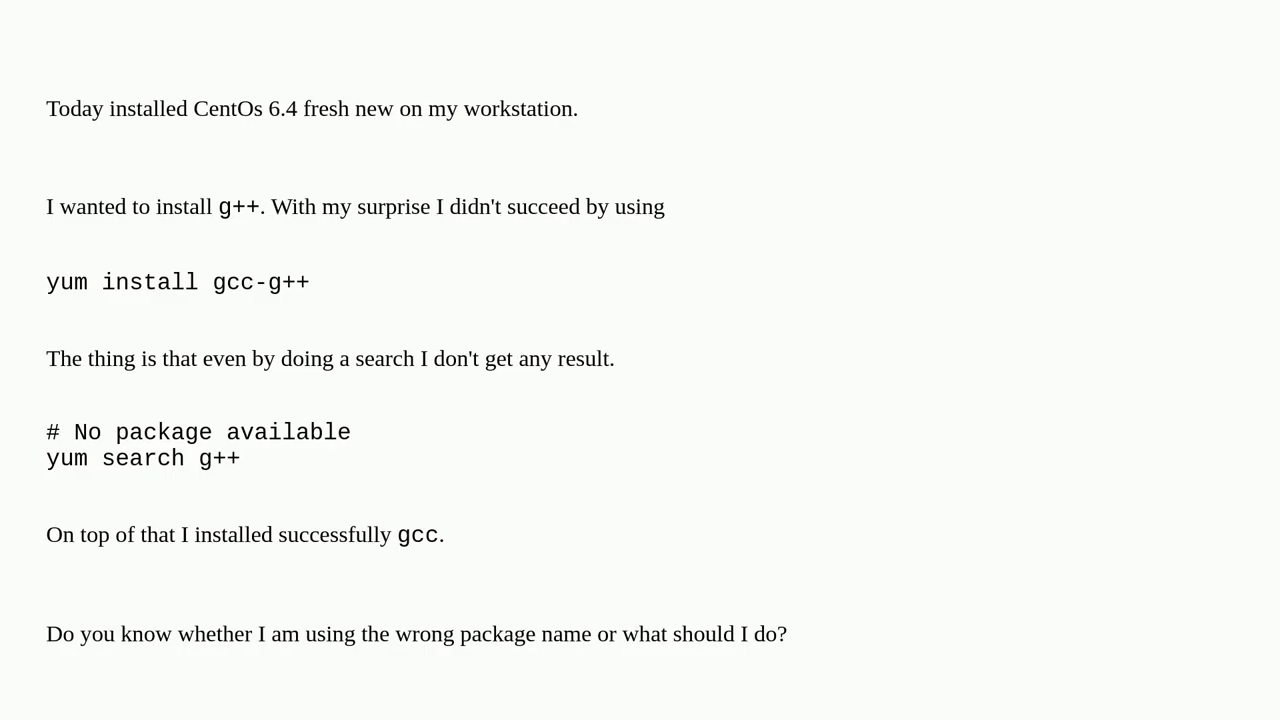 Today installed CentOs 6.4 fresh new on my workstation.
I wanted to install g++. With my surprise I didn't succeed by using
yum install gcc-g++
The thing is that even by doing a search I don't get any result.
# No package available
yum search g++
On top of that I installed successfully gcc.
Do you know whether I am using the wrong package name or what should I do?